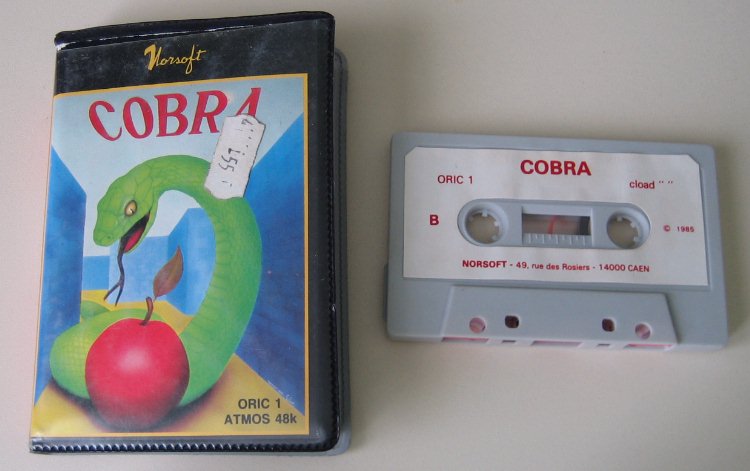 Norsoft
COBRA
ORIC 1
ATMOS 48k
COBRA
ORIC 1
cload " "
B
© 1985
NORSOFT - 49, rue des Rosiers - 14000 CAEN